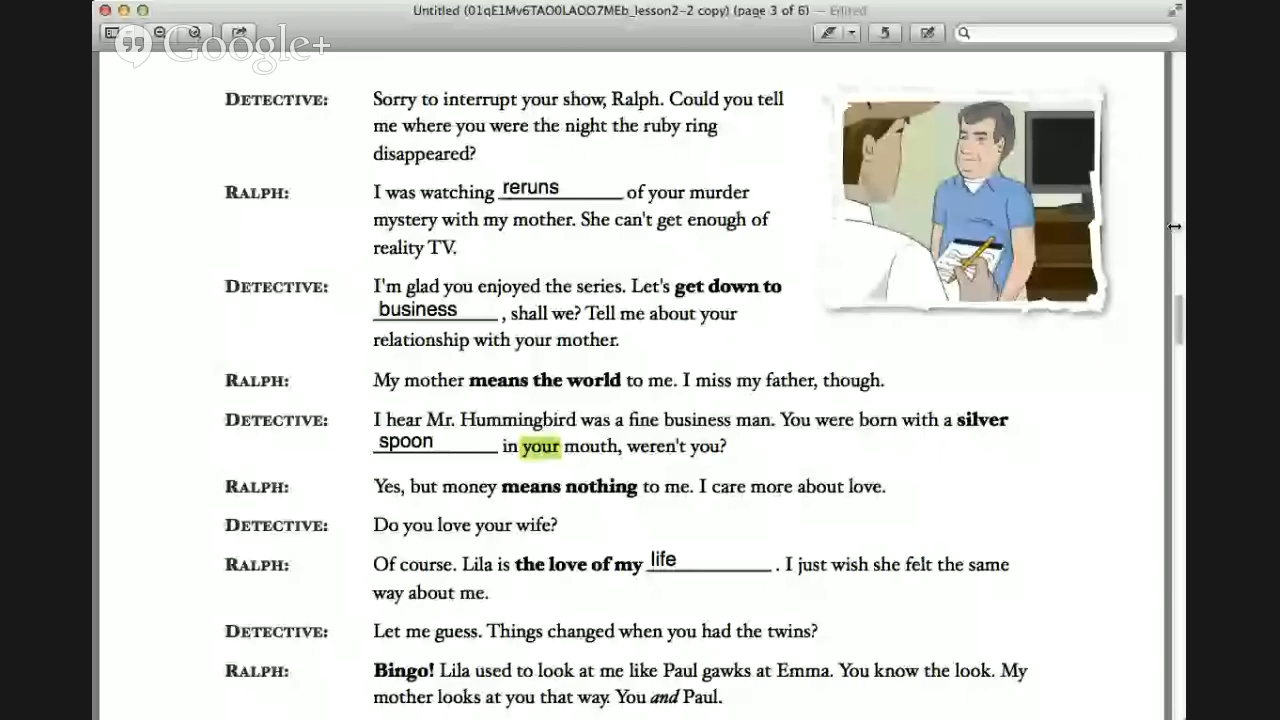 Untitled (01qE1Mv6TAO0LAOO7MEb_lesson2-2 copy) (page 3 of 6) — Edited
Google+
DETECTIVE: Sorry to interrupt your show, Ralph. Could you tell
me where you were the night the ruby ring
disappeared?
RALPH: I was watching reruns of your murder
mystery with my mother. She can't get enough of
reality TV.
DETECTIVE: I'm glad you enjoyed the series. Let's get down to
business, shall we? Tell me about your
relationship with your mother.
RALPH: My mother means the world to me. I miss my father, though.
DETECTIVE: I hear Mr. Hummingbird was a fine business man. You were born with a silver
spoon in your mouth, weren't you?
RALPH: Yes, but money means nothing to me. I care more about love.
DETECTIVE: Do you love your wife?
RALPH: Of course. Lila is the love of my life. I just wish she felt the same
way about me.
DETECTIVE: Let me guess. Things changed when you had the twins?
RALPH: Bingo! Lila used to look at me like Paul gawks at Emma. You know the look. My
mother looks at you that way. You and Paul.